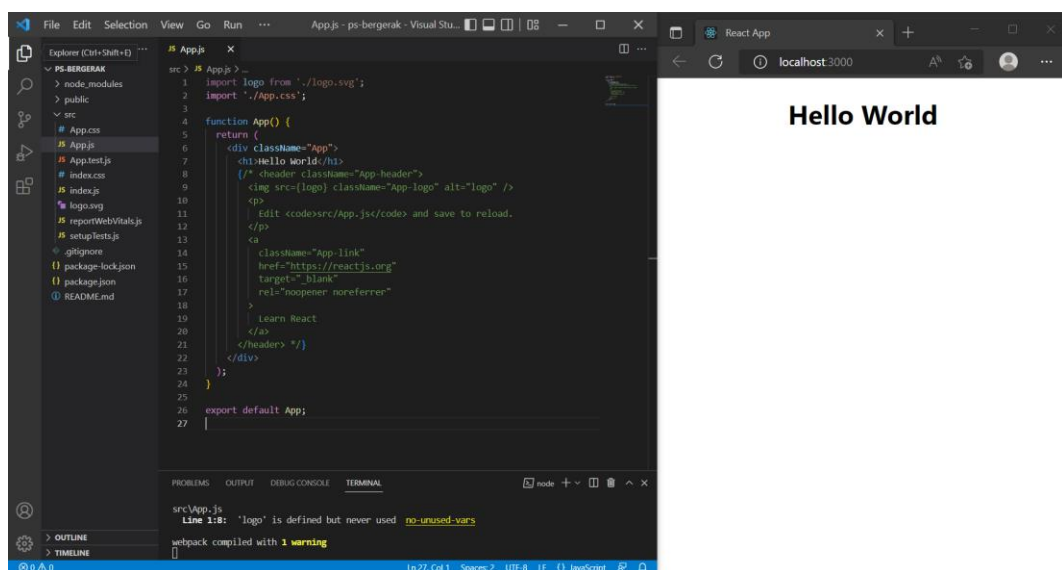 File Edit Selection View Go Run ··· App.js - ps-bergerak - Visual Stu...
Explorer (Ctrl+Shift+E) ···
PS-BERGERAK
node_modules
public
src
App.css
App.js
App.test.js
index.css
index.js
logo.svg
reportWebVitals.js
setupTests.js
.gitignore
package-lock.json
package.json
README.md
OUTLINE
TIMELINE
JS App.js ×
src > JS App.js > ...
1 import logo from './logo.svg';
2 import './App.css';
3
4 function App() {
5 return (
6 <div className="App">
7 <h1>Hello World</h1>
8 {/* <header className="App-header">
9 <img src={logo} className="App-logo" alt="logo" />
10 <p>
11 Edit <code>src/App.js</code> and save to reload.
12 </p>
13 <a
14 className="App-link"
15 href="https://reactjs.org"
16 target="_blank"
17 rel="noopener noreferrer"
18 >
19 Learn React
20 </a>
21 </header> */}
22 </div>
23 );
24 }
25
26 export default App;
27
PROBLEMS OUTPUT DEBUG CONSOLE TERMINAL node
src\App.js
Line 1:8: 'logo' is defined but never used no-unused-vars
webpack compiled with 1 warning
0 0 Ln 27, Col 1 Spaces: 2 UTF-8 LF {} JavaScript
React App
localhost:3000
Hello World